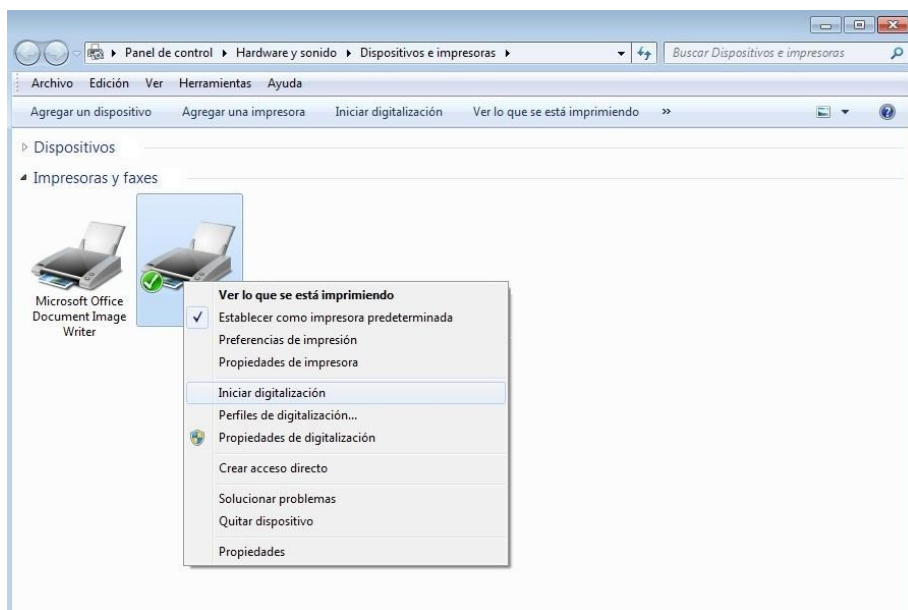 Panel de control Hardware y sonido Dispositivos e impresoras Buscar Dispositivos e impresoras
Archivo Edición Ver Herramientas Ayuda
Agregar un dispositivo Agregar una impresora Iniciar digitalización Ver lo que se está imprimiendo »
Dispositivos
Impresoras y faxes
Microsoft Office
Document Image
Writer
Ver lo que se está imprimiendo
Establecer como impresora predeterminada
Preferencias de impresión
Propiedades de impresora
Iniciar digitalización
Perfiles de digitalización...
Propiedades de digitalización
Crear acceso directo
Solucionar problemas
Quitar dispositivo
Propiedades